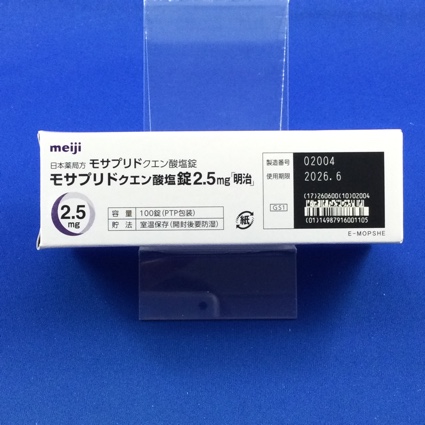 meiji
日本薬局方 モサプリドクエン酸塩錠
モサプリドクエン酸塩錠2.5mg「明治」
2.5
mg
容 量 100錠(PTP包装)
貯 法 室温保存(開封後要防湿)
紙
製造番号 02004
使用期限 2026.6
GS1
(17)260600(10)02004
(01)14987916001105
E-MOPSHE